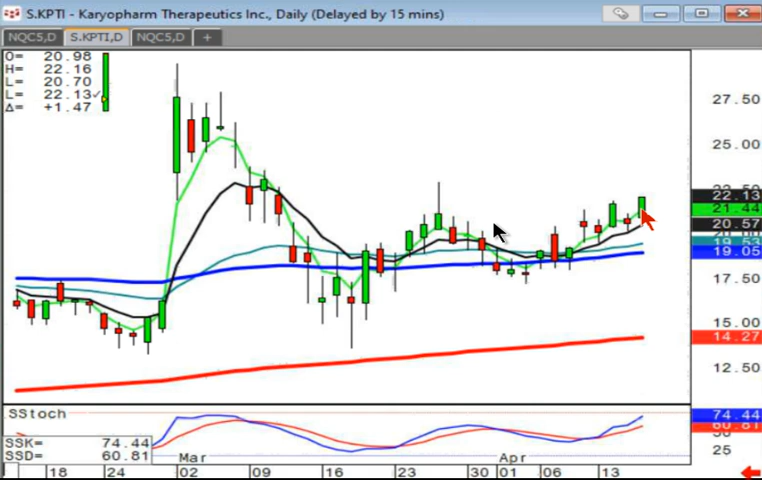 S.KPTI - Karyopharm Therapeutics Inc., Daily (Delayed by 15 mins)
NQC5,D S.KPTI,D NQC5,D +
O= 20.98
H= 22.16
L= 20.70
L= 22.13✓
Δ= +1.47
27.50
25.00
22.13
21.44
20.57
19.53
19.05
17.50
15.00
14.27
12.50
SStoch
74.44
60.81
SSK= 74.44
SSD= 60.81
25
Mar Apr
18 24 02 09 16 23 30 01 06 13